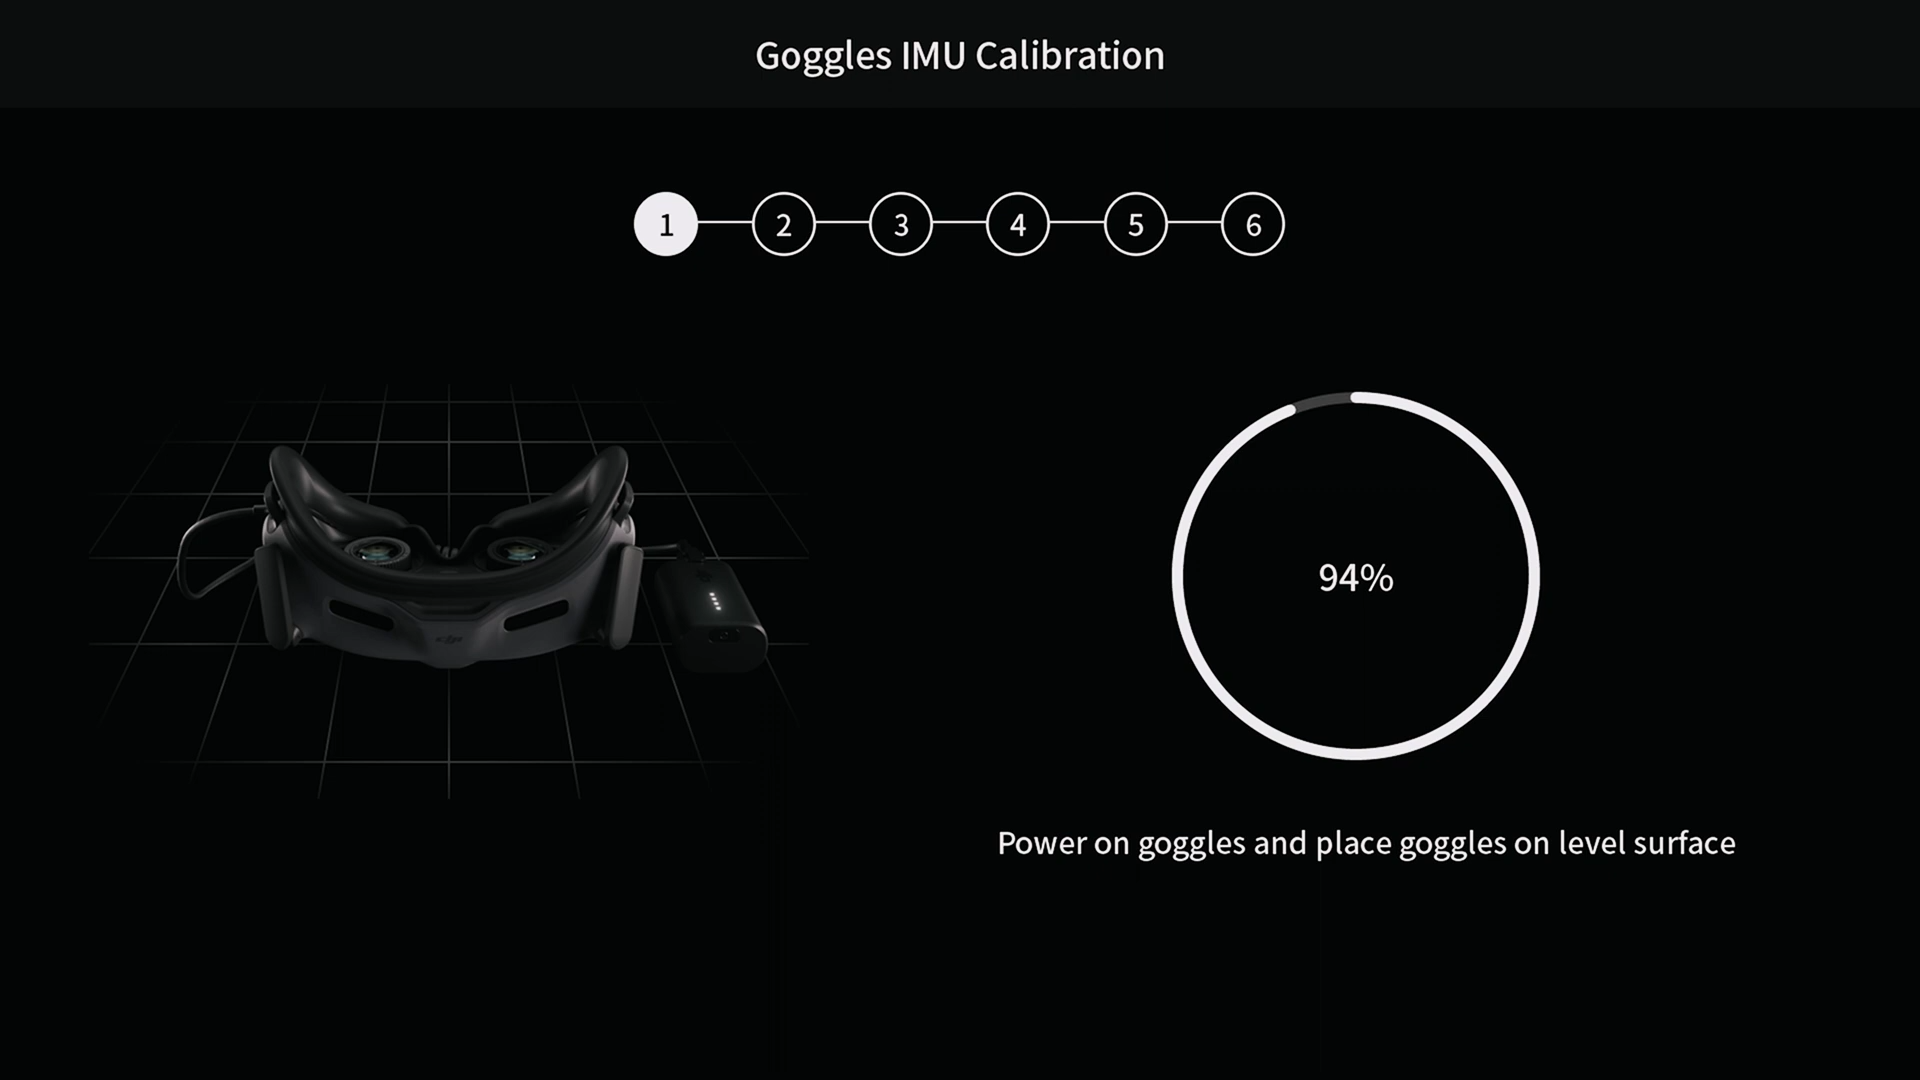 Goggles IMU Calibration
1 2 3 4 5 6
94%
Power on goggles and place goggles on level surface